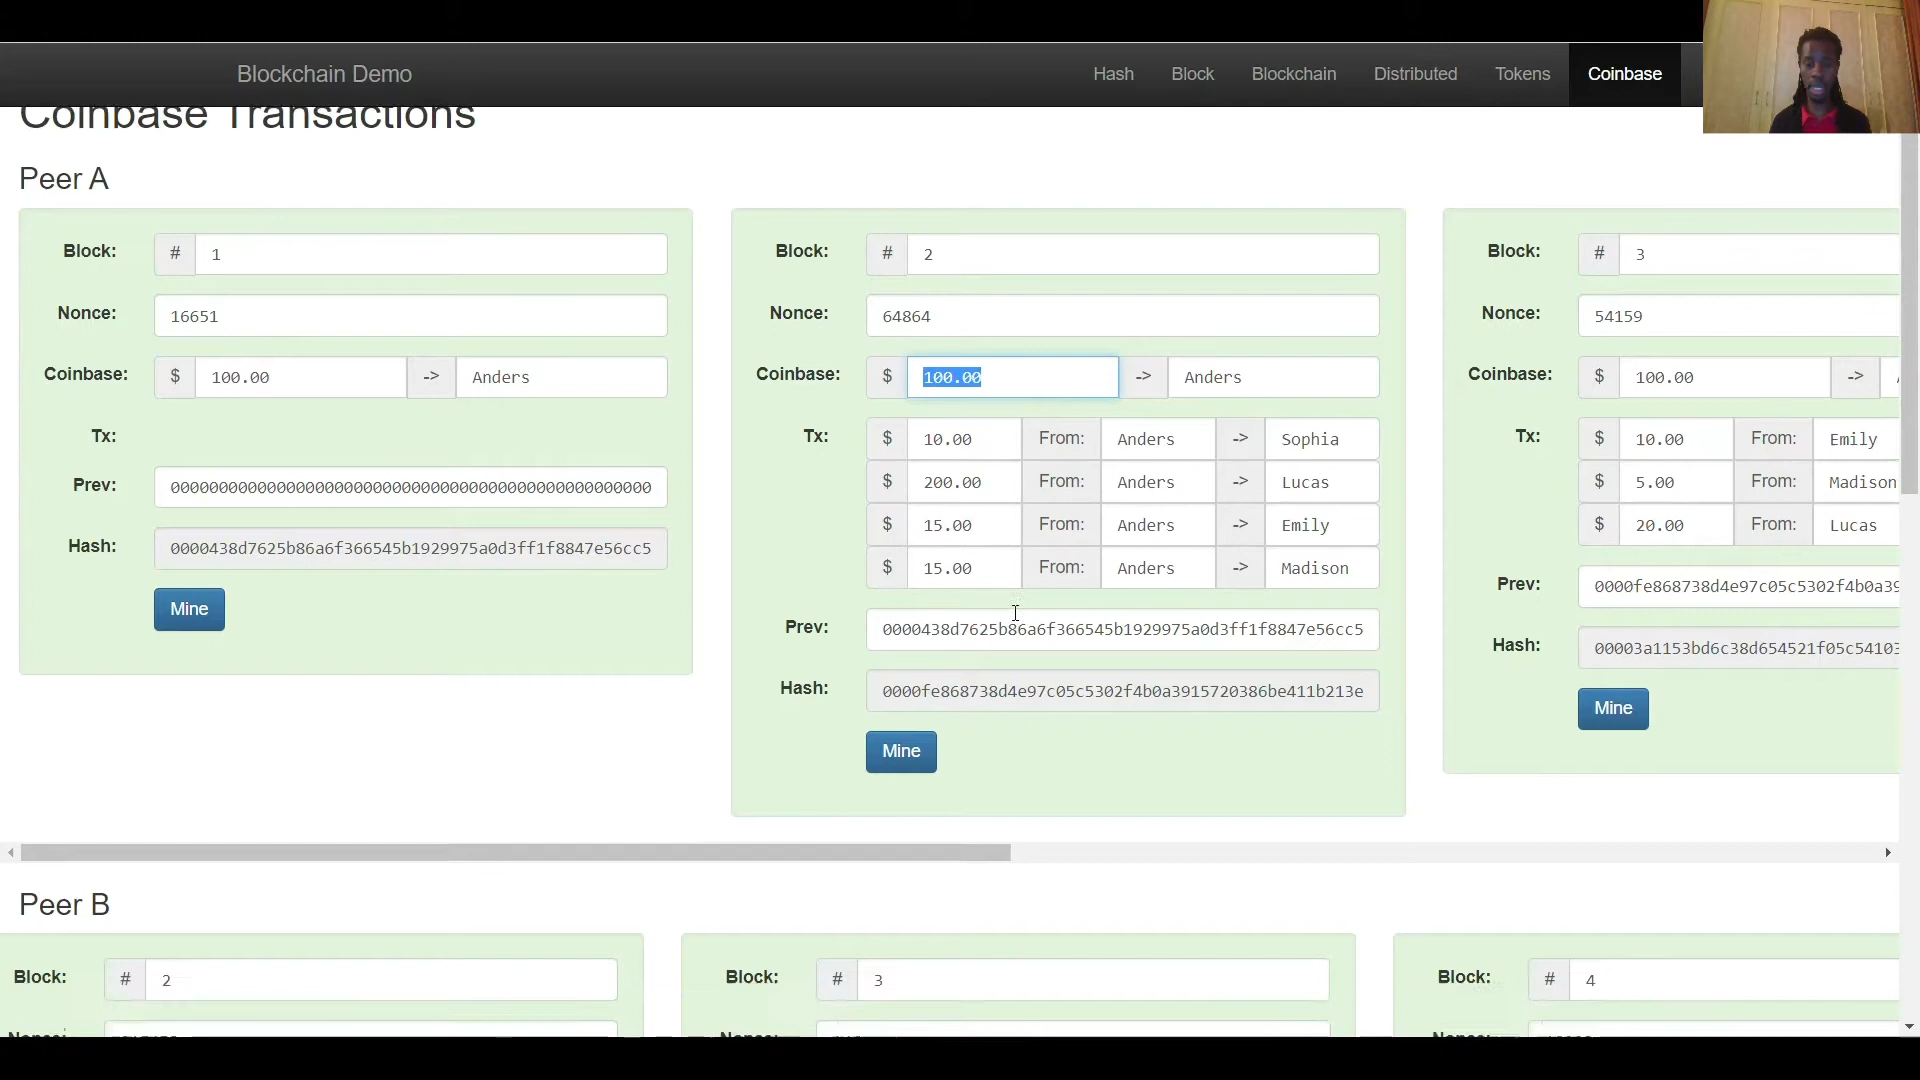 Blockchain Demo Hash Block Blockchain Distributed Tokens Coinbase
Coinbase Transactions
Peer A
Block: # 1
Nonce: 16651
Coinbase: $ 100.00 -> Anders
Tx:
Prev: 00000000000000000000000000000000000000000000000000
Hash: 0000438d7625b86a6f366545b1929975a0d3ff1f8847e56cc5
Mine
Block: # 2
Nonce: 64864
Coinbase: $ 100.00 -> Anders
Tx: $ 10.00 From: Anders -> Sophia
$ 200.00 From: Anders -> Lucas
$ 15.00 From: Anders -> Emily
$ 15.00 From: Anders -> Madison
Prev: 0000438d7625b86a6f366545b1929975a0d3ff1f8847e56cc5
Hash: 0000fe868738d4e97c05c5302f4b0a3915720386be411b213e
Mine
Block: # 3
Nonce: 54159
Coinbase: $ 100.00 ->
Tx: $ 10.00 From: Emily
$ 5.00 From: Madison
$ 20.00 From: Lucas
Prev: 0000fe868738d4e97c05c5302f4b0a39
Hash: 00003a1153bd6c38d654521f05c54103
Mine
Peer B
Block: # 2
Block: # 3
Block: # 4